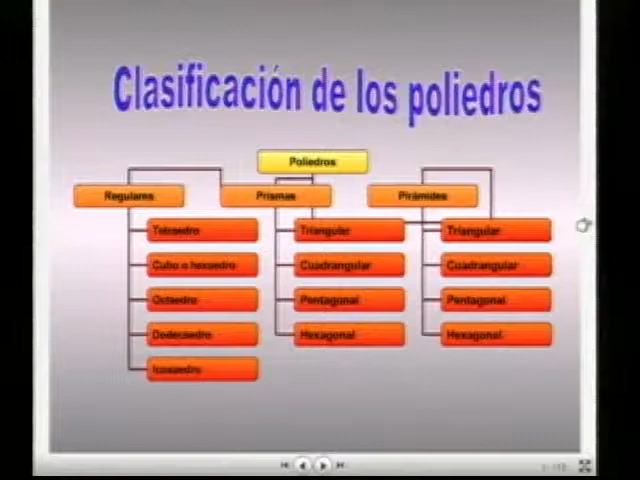 Clasificación de los poliedros
Poliedros
Regulares
Prismas
Pirámides
Tetraedro
Triangular
Triangular
Cubo o hexaedro
Cuadrangular
Cuadrangular
Octaedro
Pentagonal
Pentagonal
Dodecaedro
Hexagonal
Hexagonal
Icosaedro